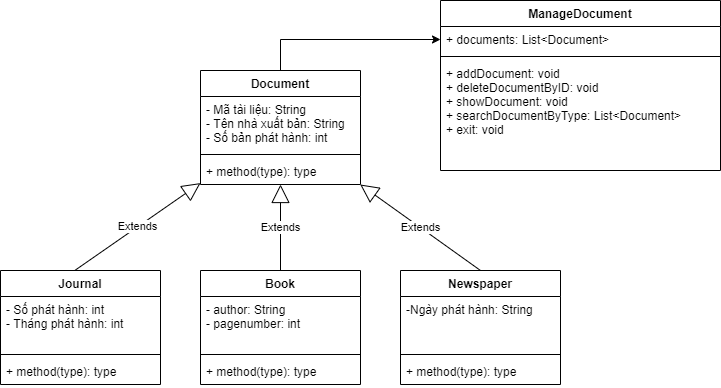 ManageDocument
+ documents: List<Document>
+ addDocument: void
+ deleteDocumentByID: void
+ showDocument: void
+ searchDocumentByType: List<Document>
+ exit: void
Document
- Mã tài liệu: String
- Tên nhà xuất bản: String
- Số bản phát hành: int
+ method(type): type
Extends
Extends
Extends
Journal
- Số phát hành: int
- Tháng phát hành: int
+ method(type): type
Book
- author: String
- pagenumber: int
+ method(type): type
Newspaper
-Ngày phát hành: String
+ method(type): type